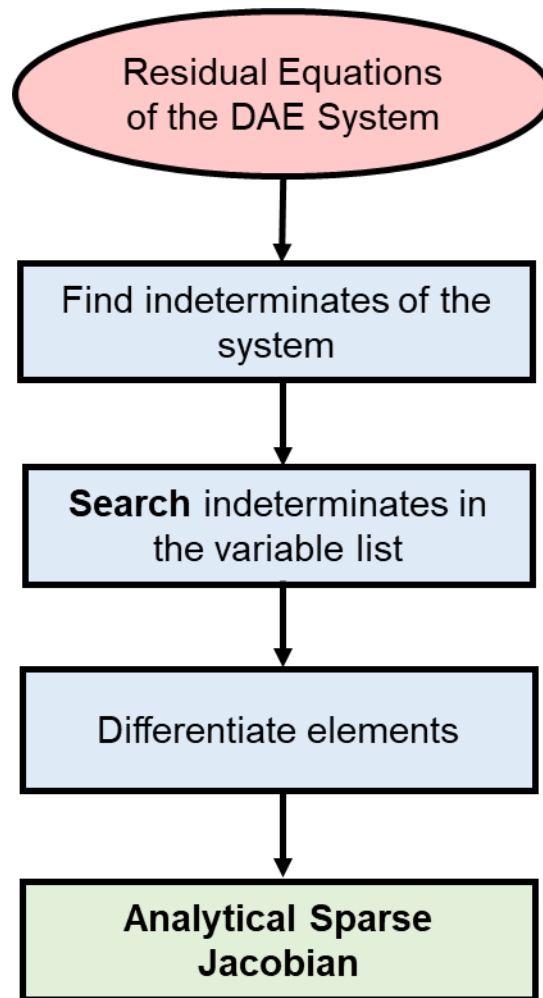 Residual Equations
of the DAE System
Find indeterminates of the
system
Search indeterminates in
the variable list
Differentiate elements
Analytical Sparse
Jacobian